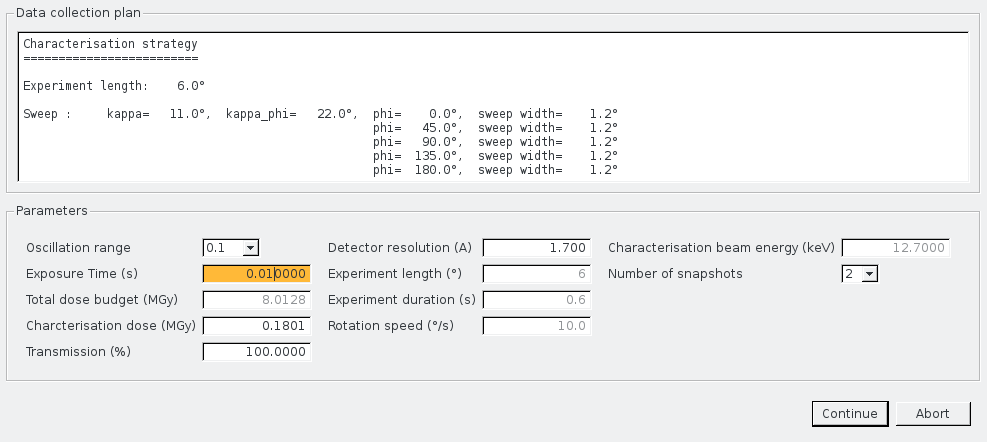 Data collection plan
Characterisation strategy
=========================
Experiment length: 6.0°
Sweep : kappa= 11.0°, kappa_phi= 22.0°, phi= 0.0°, sweep width= 1.2°
phi= 45.0°, sweep width= 1.2°
phi= 90.0°, sweep width= 1.2°
phi= 135.0°, sweep width= 1.2°
phi= 180.0°, sweep width= 1.2°
Parameters
Oscillation range 0.1 Detector resolution (A) 1.700 Characterisation beam energy (keV) 12.7000
Exposure Time (s) 0.010000 Experiment length (°) 6 Number of snapshots 2
Total dose budget (MGy) 8.0128 Experiment duration (s) 0.6
Charcterisation dose (MGy) 0.1801 Rotation speed (°/s) 10.0
Transmission (%) 100.0000
Continue Abort